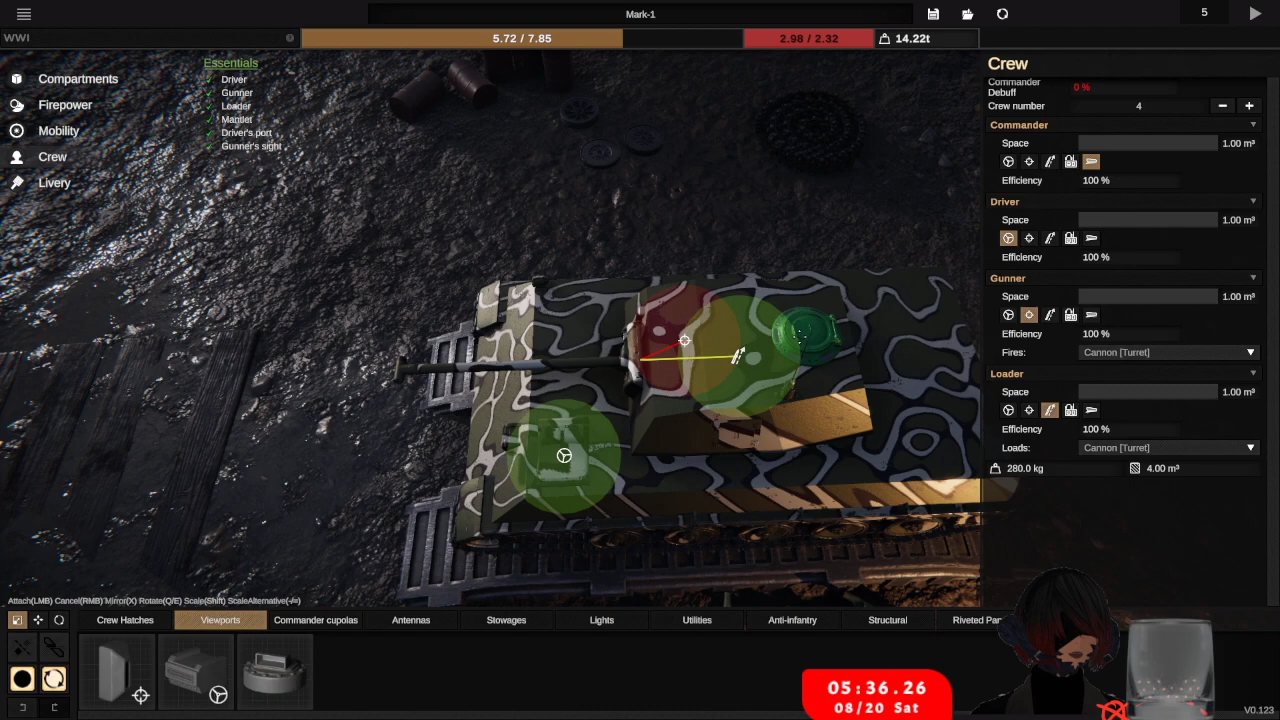 Mark-1
5
WWI
5.72 / 7.85
2.98 / 2.32
14.22t
Compartments
Firepower
Mobility
Crew
Livery
Essentials
Driver
Gunner
Loader
Mantlet
Driver's port
Gunner's sight
Crew
Commander Debuff 0 %
Crew number 4
Commander
Space 1.00 m³
Efficiency 100 %
Driver
Space 1.00 m³
Efficiency 100 %
Gunner
Space 1.00 m³
Efficiency 100 %
Fires: Cannon [Turret]
Loader
Space 1.00 m³
Efficiency 100 %
Loads: Cannon [Turret]
280.0 kg 4.00 m³
Attach(LMB) Cancel(RMB) Mirror(X) Rotate(Q/E) Scale(Shift) ScaleAlternative(-/=)
Crew Hatches Viewports Commander cupolas Antennas Stowages Lights Utilities Anti-infantry Structural Riveted Pan
05:36.26
08/20 Sat
V0.123